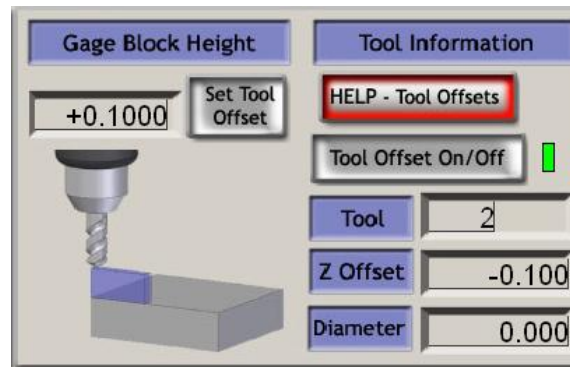 Gage Block Height
+0.1000
Set Tool
Offset
Tool Information
HELP - Tool Offsets
Tool Offset On/Off
Tool
2
Z Offset
-0.100
Diameter
0.000